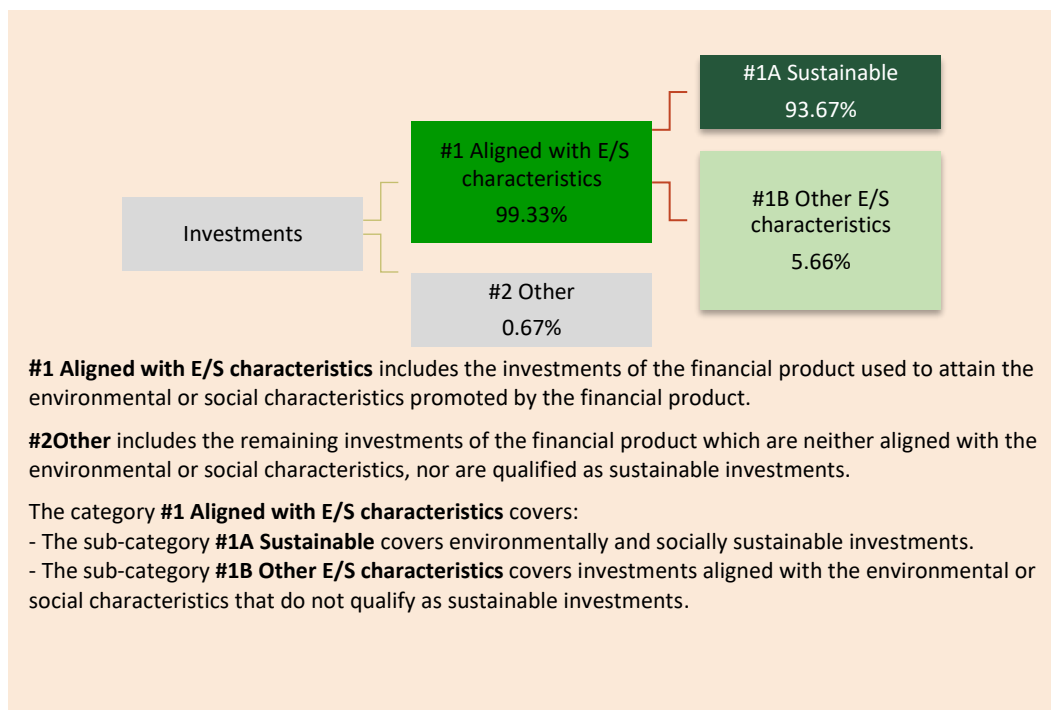 #1A Sustainable
93.67%
#1 Aligned with E/S
characteristics
99.33%
#1B Other E/S
characteristics
5.66%
Investments
#2 Other
0.67%
#1 Aligned with E/S characteristics includes the investments of the financial product used to attain the
environmental or social characteristics promoted by the financial product.
#2Other includes the remaining investments of the financial product which are neither aligned with the
environmental or social characteristics, nor are qualified as sustainable investments.
The category #1 Aligned with E/S characteristics covers:
- The sub-category #1A Sustainable covers environmentally and socially sustainable investments.
- The sub-category #1B Other E/S characteristics covers investments aligned with the environmental or
social characteristics that do not qualify as sustainable investments.